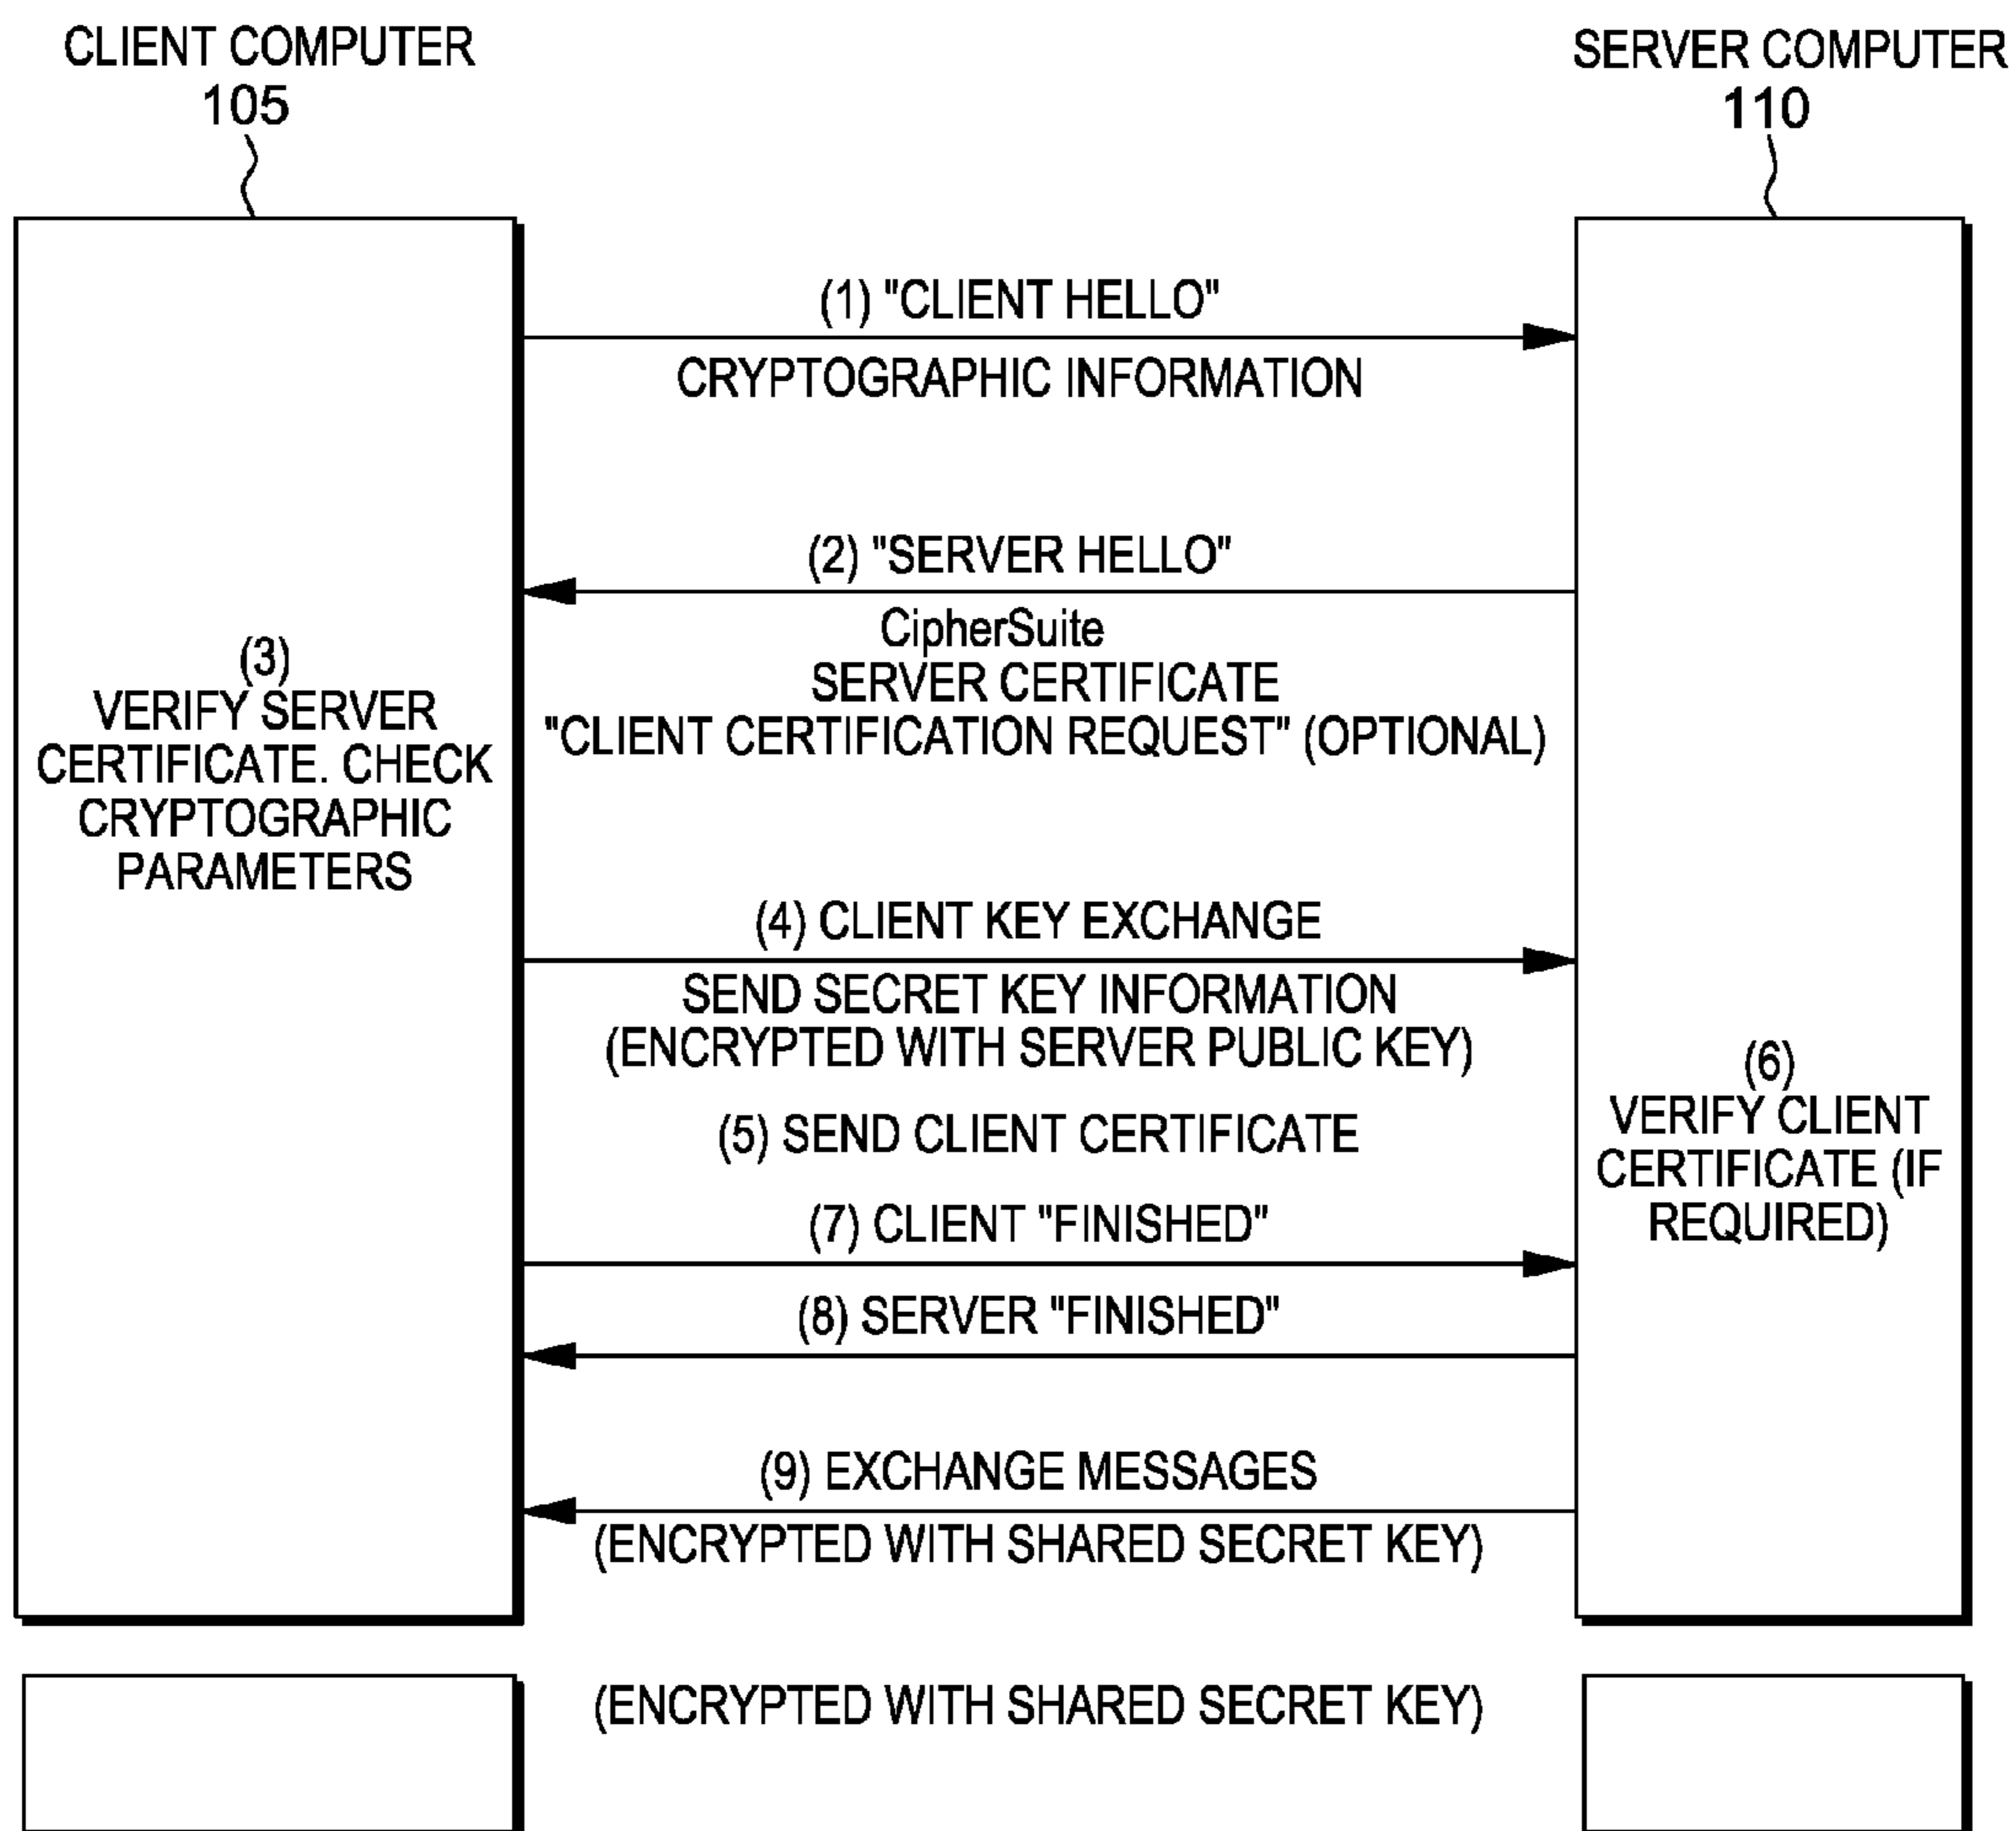 CLIENT COMPUTER
105
SERVER COMPUTER
110
(1) "CLIENT HELLO"
CRYPTOGRAPHIC INFORMATION
(2) "SERVER HELLO"
CipherSuite
SERVER CERTIFICATE
"CLIENT CERTIFICATION REQUEST" (OPTIONAL)
(3)
VERIFY SERVER
CERTIFICATE. CHECK
CRYPTOGRAPHIC
PARAMETERS
(4) CLIENT KEY EXCHANGE
SEND SECRET KEY INFORMATION
(ENCRYPTED WITH SERVER PUBLIC KEY)
(5) SEND CLIENT CERTIFICATE
(6)
VERIFY CLIENT
CERTIFICATE (IF
REQUIRED)
(7) CLIENT "FINISHED"
(8) SERVER "FINISHED"
(9) EXCHANGE MESSAGES
(ENCRYPTED WITH SHARED SECRET KEY)
(ENCRYPTED WITH SHARED SECRET KEY)